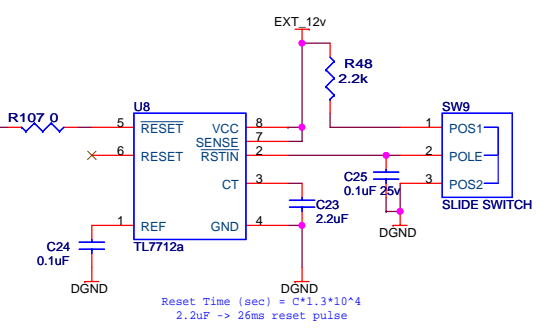 EXT_12v
R48
2.2k
R107 0
U8
SW9
5 RESET VCC 8
SENSE 7
6 RESET RSTIN 2
CT 3
1 REF GND 4
TL7712a
1 POS1
2 POLE
3 POS2
SLIDE SWITCH
C25
0.1uF 25v
C23
2.2uF
C24
0.1uF
DGND
DGND
DGND
Reset Time (sec) = C*1.3*10^4
2.2uF -> 26ms reset pulse